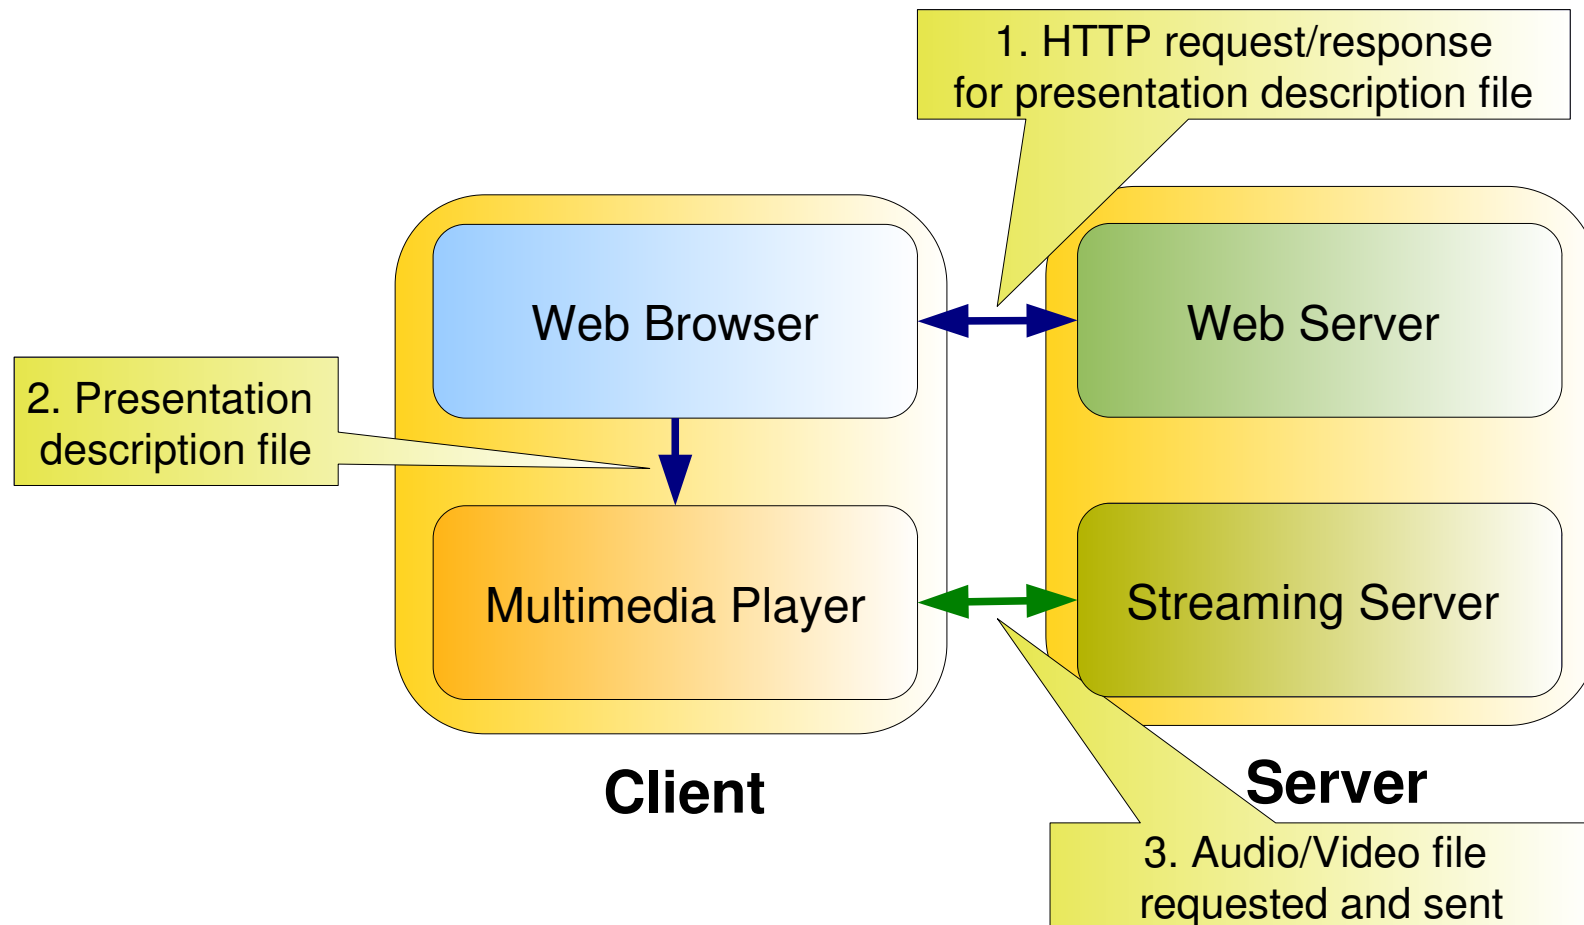 1. HTTP request/response
for presentation description file
Web Browser
Web Server
2. Presentation
description file
Multimedia Player
Streaming Server
Client
Server
3. Audio/Video file
requested and sent